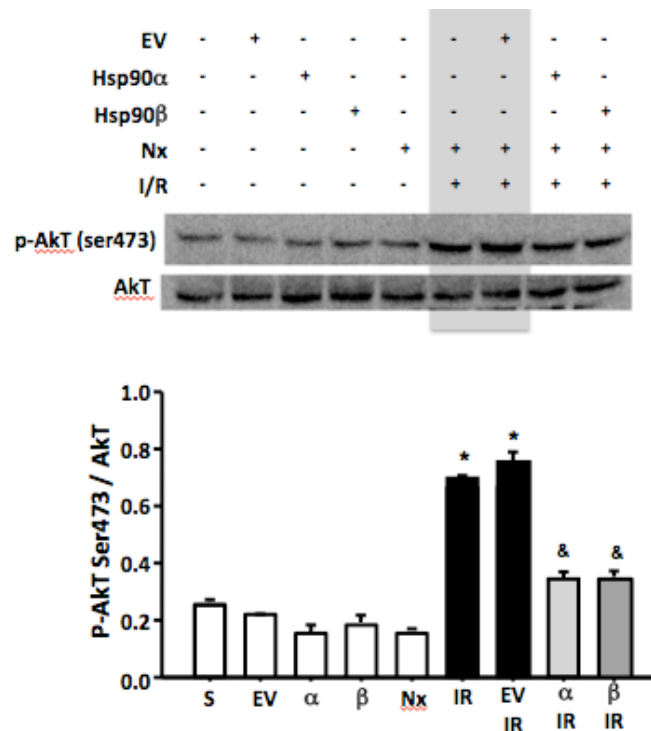 EV - + - - - - + - -
Hsp90α - - + - - - - + -
Hsp90β - - - + - - - - +
Nx - - - - + + + + +
I/R - - - - - + + + +
p-AkT (ser473)
AkT
P-AkT Ser473 / AkT
1.0
0.8
0.6
0.4
0.2
0.0
* * & &
S EV α β Nx IR EV IR α IR β IR